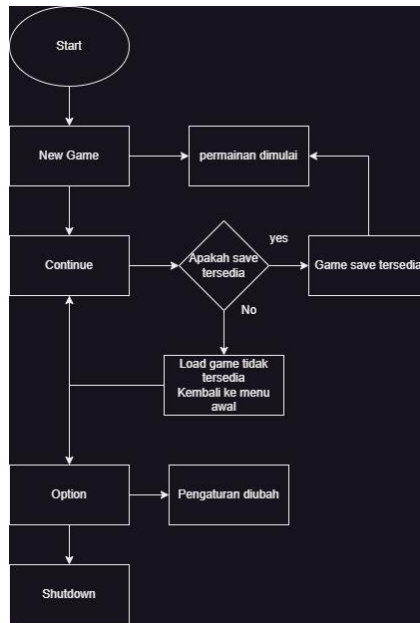 Start
New Game
permainan dimulai
yes
Continue
Apakah save
tersedia
Game save tersedia
No
Load game tidak
tersedia
Kembali ke menu
awal
Option
Pengaturan diubah
Shutdown